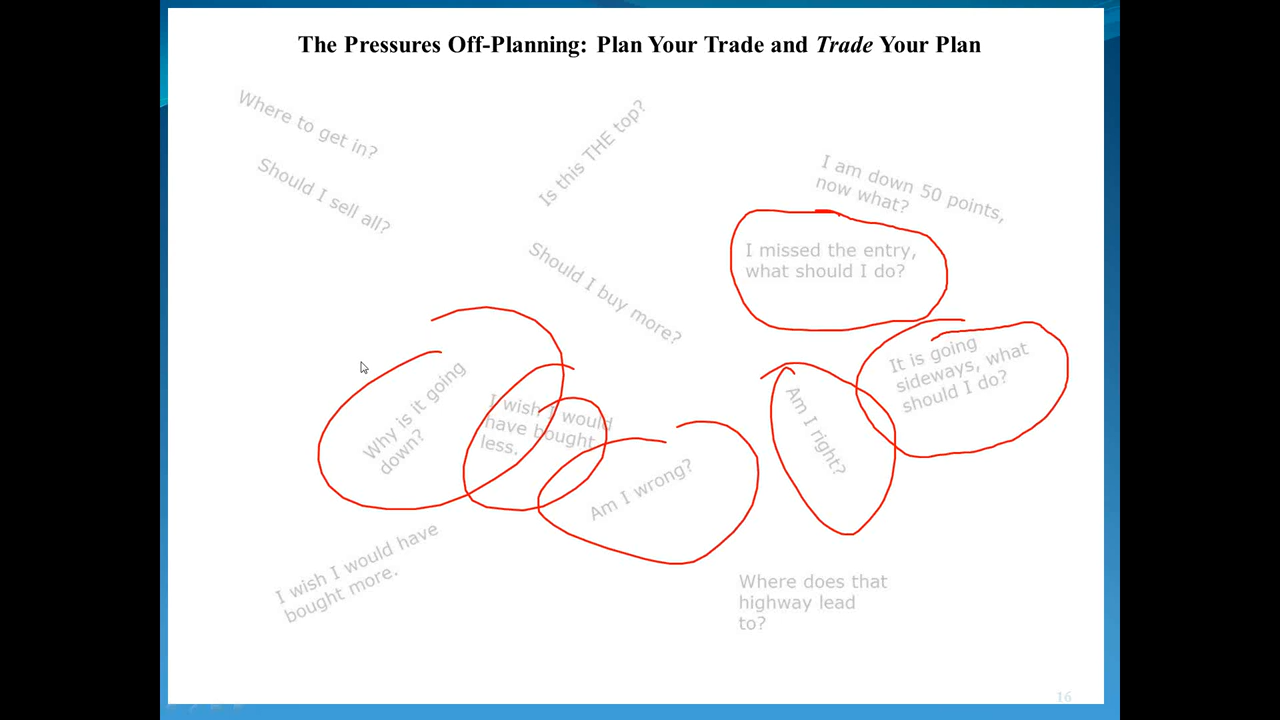 The Pressures Off-Planning: Plan Your Trade and Trade Your Plan
Where to get in?
Should I sell all?
Is this THE top?
I am down 50 points,
now what?
Should I buy more?
I missed the entry,
what should I do?
It is going
sideways, what
should I do?
Why is it going
down?
I wish I would
have bought
less.
Am I wrong?
Am I right?
I wish I would have
bought more.
Where does that
highway lead
to?
16